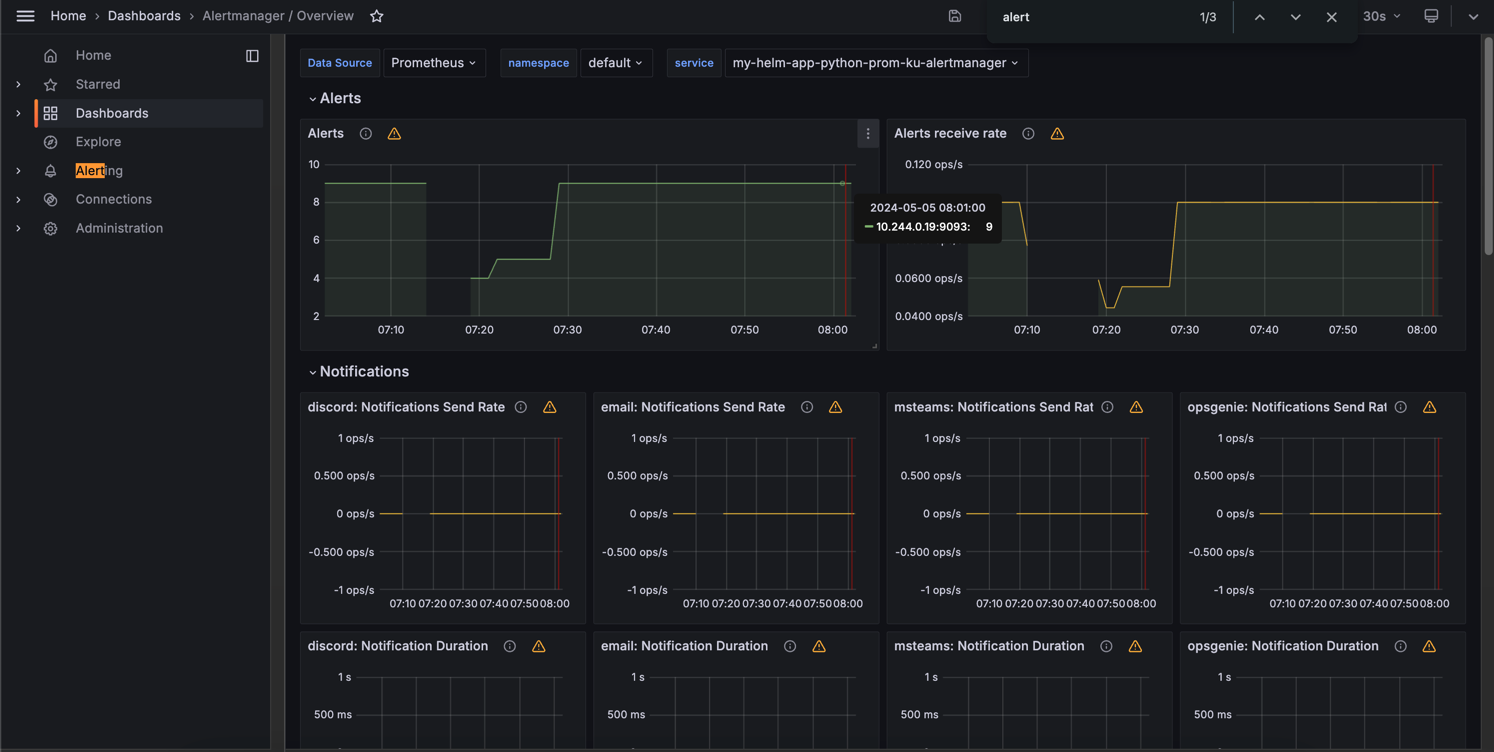 Home › Dashboards › Alertmanager / Overview
alert 1/3
30s
Home
Starred
Dashboards
Explore
Alerting
Connections
Administration
Data Source Prometheus namespace default service my-helm-app-python-prom-ku-alertmanager
Alerts
Alerts
10
8
6
4
2
07:10 07:20 07:30 07:40 07:50 08:00
2024-05-05 08:01:00
10.244.0.19:9093: 9
Alerts receive rate
0.120 ops/s
0.0600 ops/s
0.0400 ops/s
07:10 07:20 07:30 07:40 07:50 08:00
Notifications
discord: Notifications Send Rate
1 ops/s
0.500 ops/s
0 ops/s
-0.500 ops/s
-1 ops/s
07:10 07:20 07:30 07:40 07:50 08:00
email: Notifications Send Rate
1 ops/s
0.500 ops/s
0 ops/s
-0.500 ops/s
-1 ops/s
07:10 07:20 07:30 07:40 07:50 08:00
msteams: Notifications Send Rat
1 ops/s
0.500 ops/s
0 ops/s
-0.500 ops/s
-1 ops/s
07:10 07:20 07:30 07:40 07:50 08:00
opsgenie: Notifications Send Rat
1 ops/s
0.500 ops/s
0 ops/s
-0.500 ops/s
-1 ops/s
07:10 07:20 07:30 07:40 07:50 08:00
discord: Notification Duration
1 s
500 ms
email: Notification Duration
1 s
500 ms
msteams: Notification Duration
1 s
500 ms
opsgenie: Notification Duration
1 s
500 ms